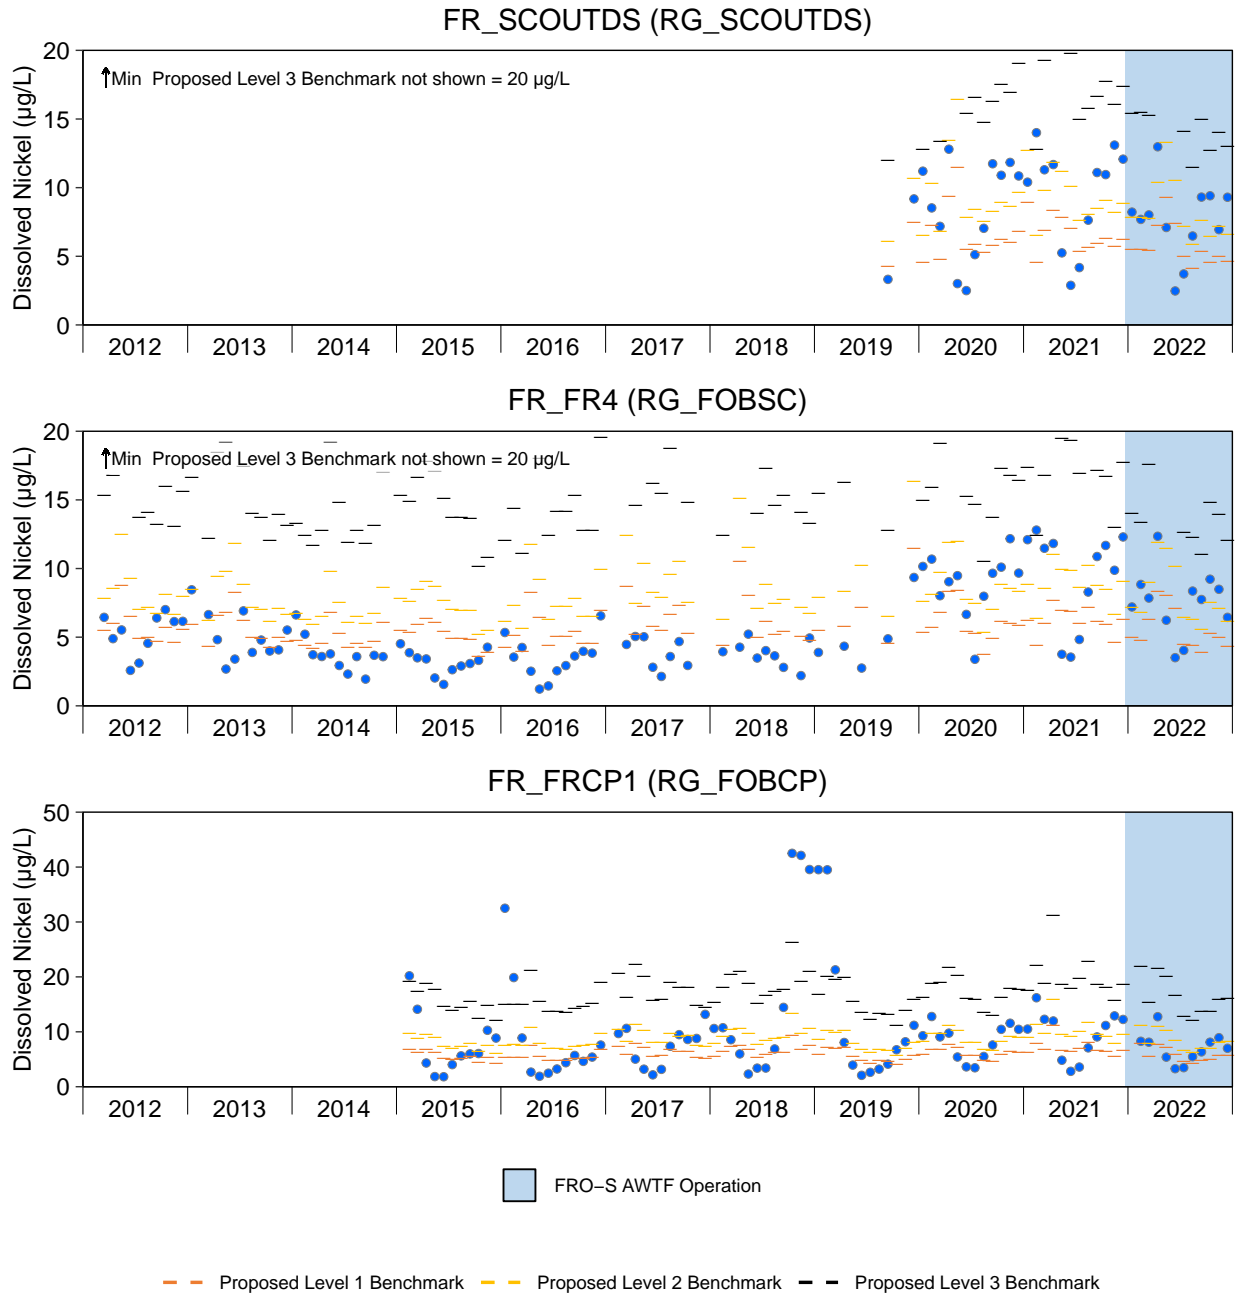 FR_SCOUTDS (RG_SCOUTDS)
Dissolved Nickel (µg/L)
20
15
10
5
0
Min Proposed Level 3 Benchmark not shown = 20 µg/L
2012 2013 2014 2015 2016 2017 2018 2019 2020 2021 2022
FR_FR4 (RG_FOBSC)
Dissolved Nickel (µg/L)
20
15
10
5
0
Min Proposed Level 3 Benchmark not shown = 20 µg/L
2012 2013 2014 2015 2016 2017 2018 2019 2020 2021 2022
FR_FRCP1 (RG_FOBCP)
Dissolved Nickel (µg/L)
50
40
30
20
10
0
2012 2013 2014 2015 2016 2017 2018 2019 2020 2021 2022
FRO−S AWTF Operation
Proposed Level 1 Benchmark Proposed Level 2 Benchmark Proposed Level 3 Benchmark